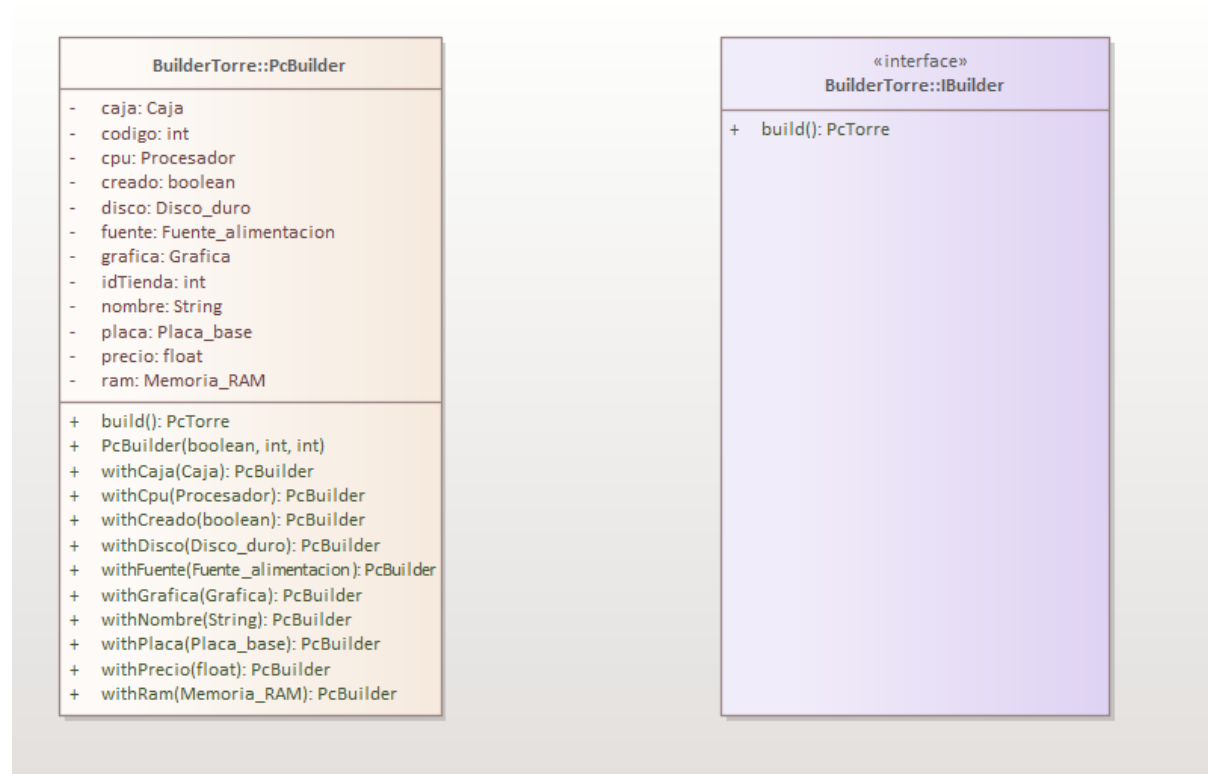 BuilderTorre::PcBuilder
- caja: Caja
- codigo: int
- cpu: Procesador
- creado: boolean
- disco: Disco_duro
- fuente: Fuente_alimentacion
- grafica: Grafica
- idTienda: int
- nombre: String
- placa: Placa_base
- precio: float
- ram: Memoria_RAM
+ build(): PcTorre
+ PcBuilder(boolean, int, int)
+ withCaja(Caja): PcBuilder
+ withCpu(Procesador): PcBuilder
+ withCreado(boolean): PcBuilder
+ withDisco(Disco_duro): PcBuilder
+ withFuente(Fuente_alimentacion): PcBuilder
+ withGrafica(Grafica): PcBuilder
+ withNombre(String): PcBuilder
+ withPlaca(Placa_base): PcBuilder
+ withPrecio(float): PcBuilder
+ withRam(Memoria_RAM): PcBuilder
«interface»
BuilderTorre::IBuilder
+ build(): PcTorre